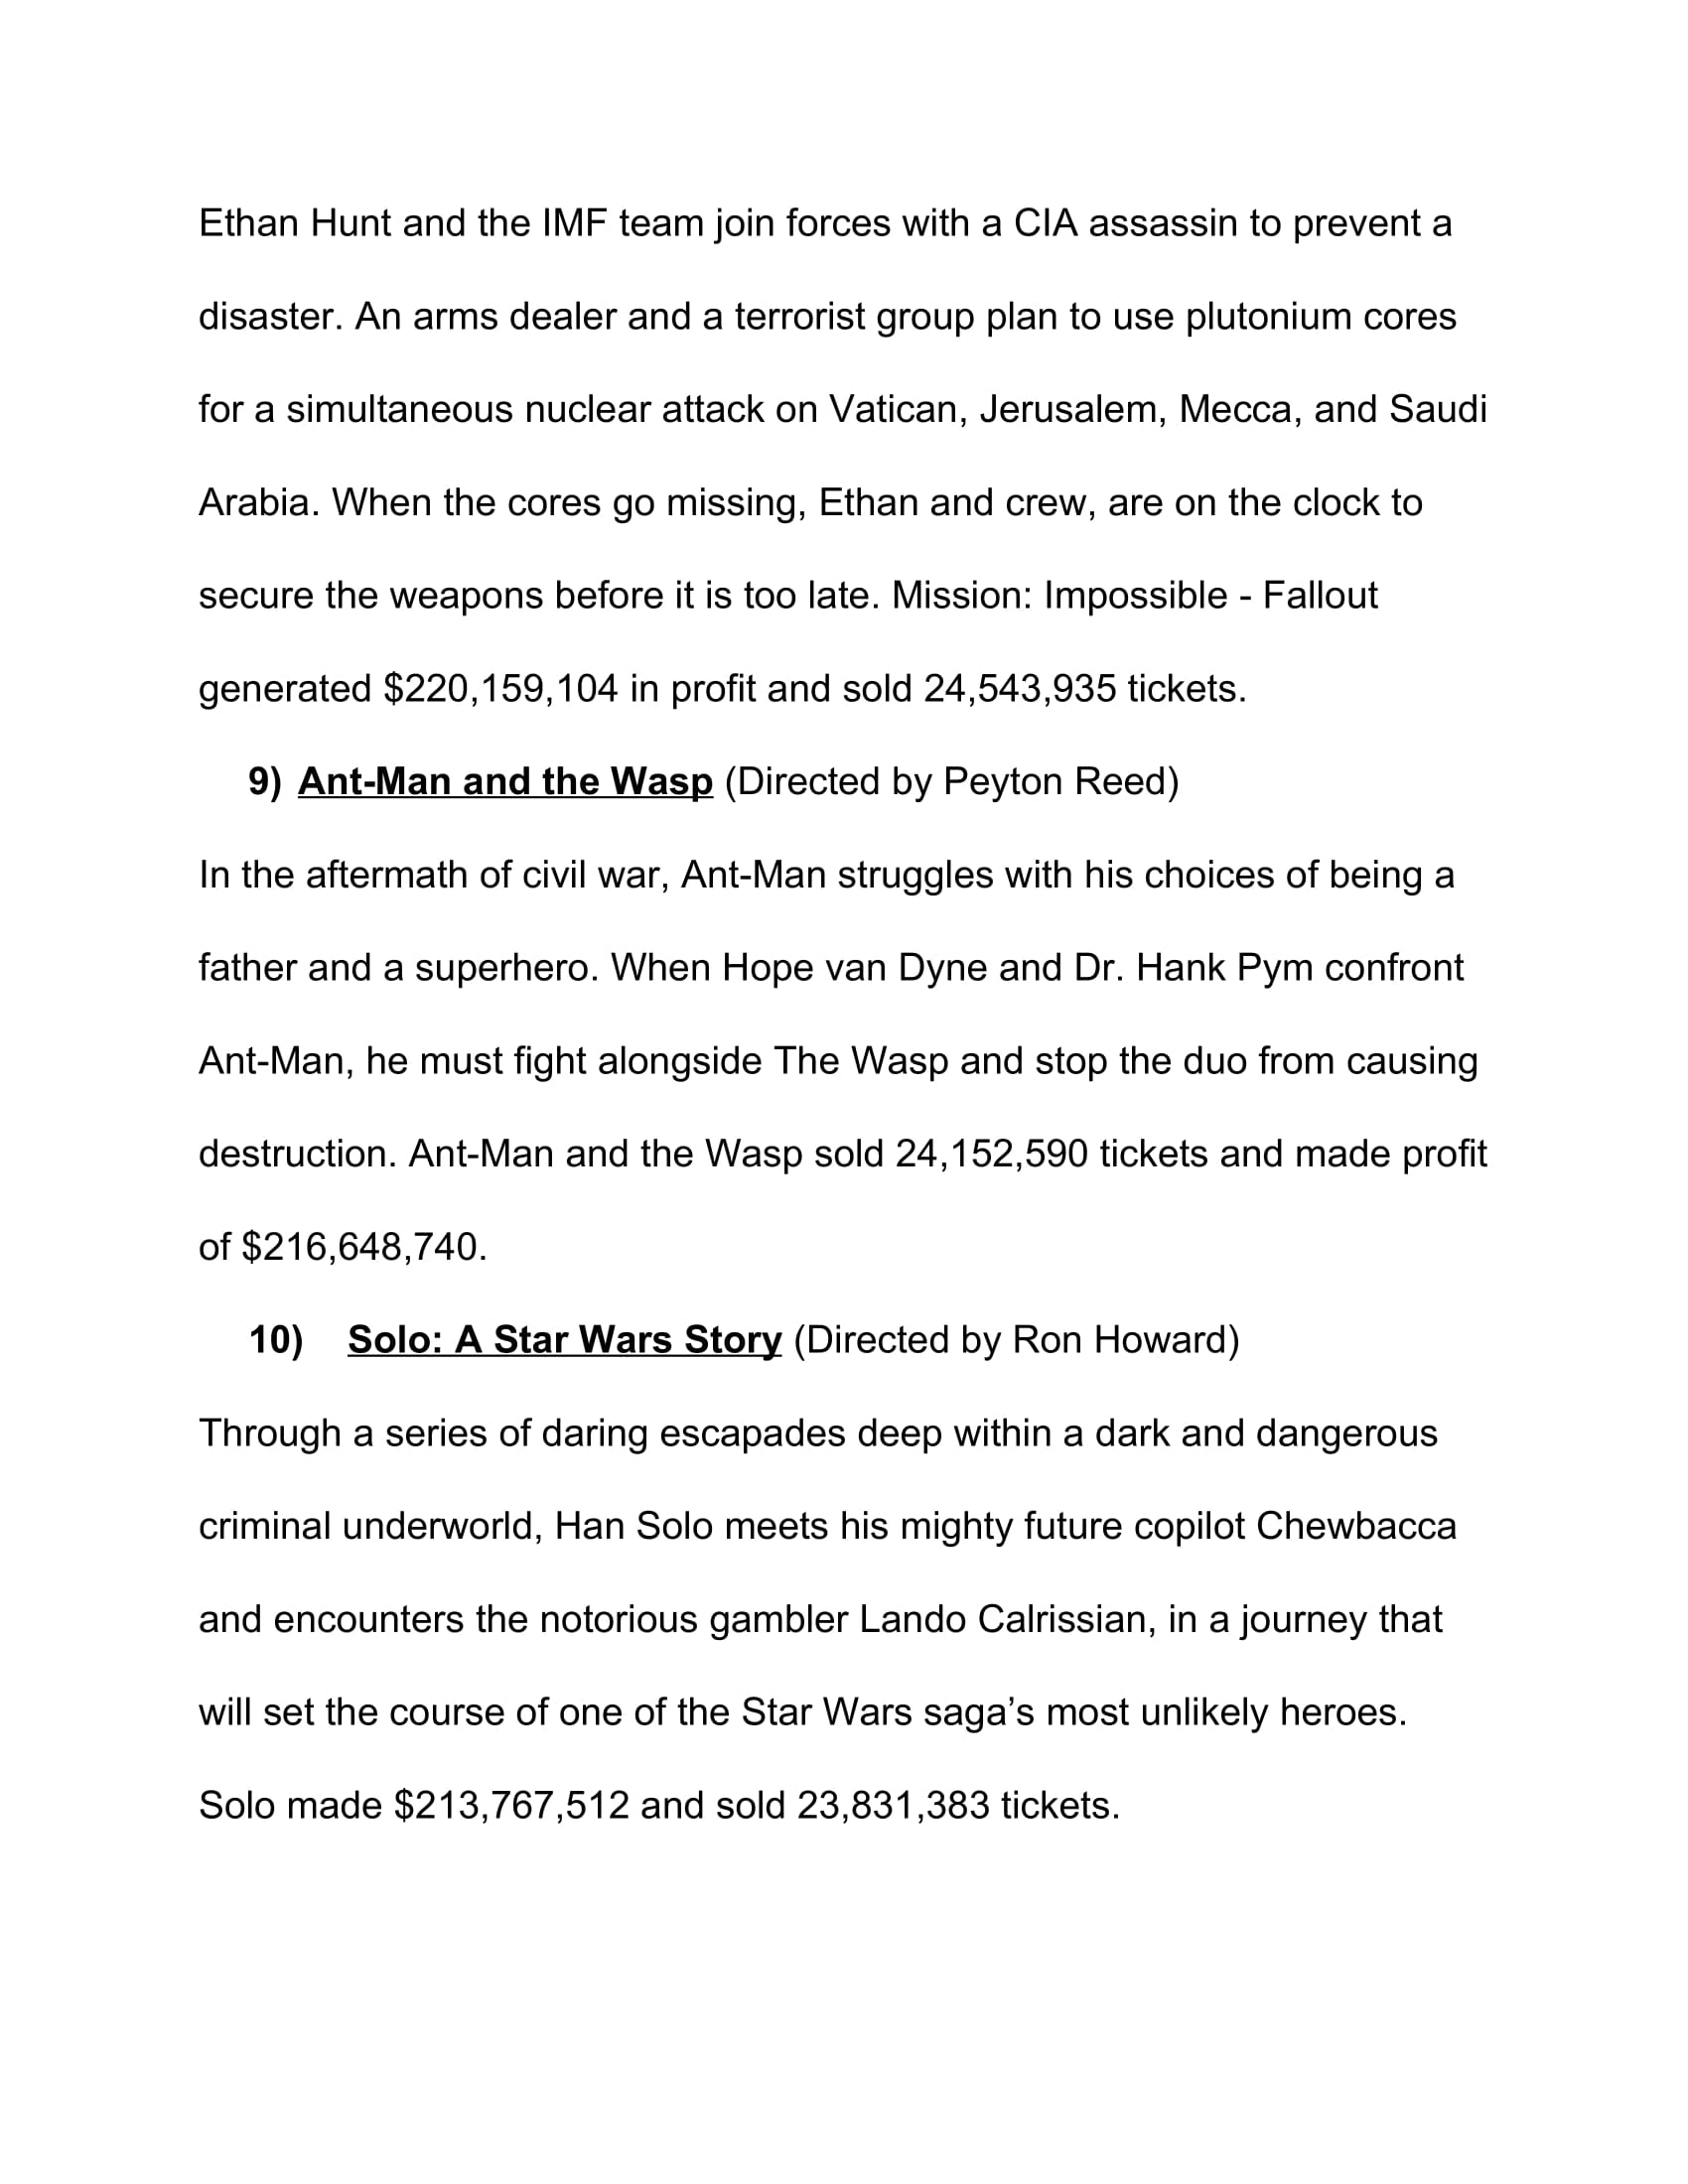 Ethan Hunt and the IMF team join forces with a CIA assassin to prevent a
disaster. An arms dealer and a terrorist group plan to use plutonium cores
for a simultaneous nuclear attack on Vatican, Jerusalem, Mecca, and Saudi
Arabia. When the cores go missing, Ethan and crew, are on the clock to
secure the weapons before it is too late. Mission: Impossible - Fallout
generated $220,159,104 in profit and sold 24,543,935 tickets.
9) Ant-Man and the Wasp (Directed by Peyton Reed)
In the aftermath of civil war, Ant-Man struggles with his choices of being a
father and a superhero. When Hope van Dyne and Dr. Hank Pym confront
Ant-Man, he must fight alongside The Wasp and stop the duo from causing
destruction. Ant-Man and the Wasp sold 24,152,590 tickets and made profit
of $216,648,740.
10) Solo: A Star Wars Story (Directed by Ron Howard)
Through a series of daring escapades deep within a dark and dangerous
criminal underworld, Han Solo meets his mighty future copilot Chewbacca
and encounters the notorious gambler Lando Calrissian, in a journey that
will set the course of one of the Star Wars saga’s most unlikely heroes.
Solo made $213,767,512 and sold 23,831,383 tickets.